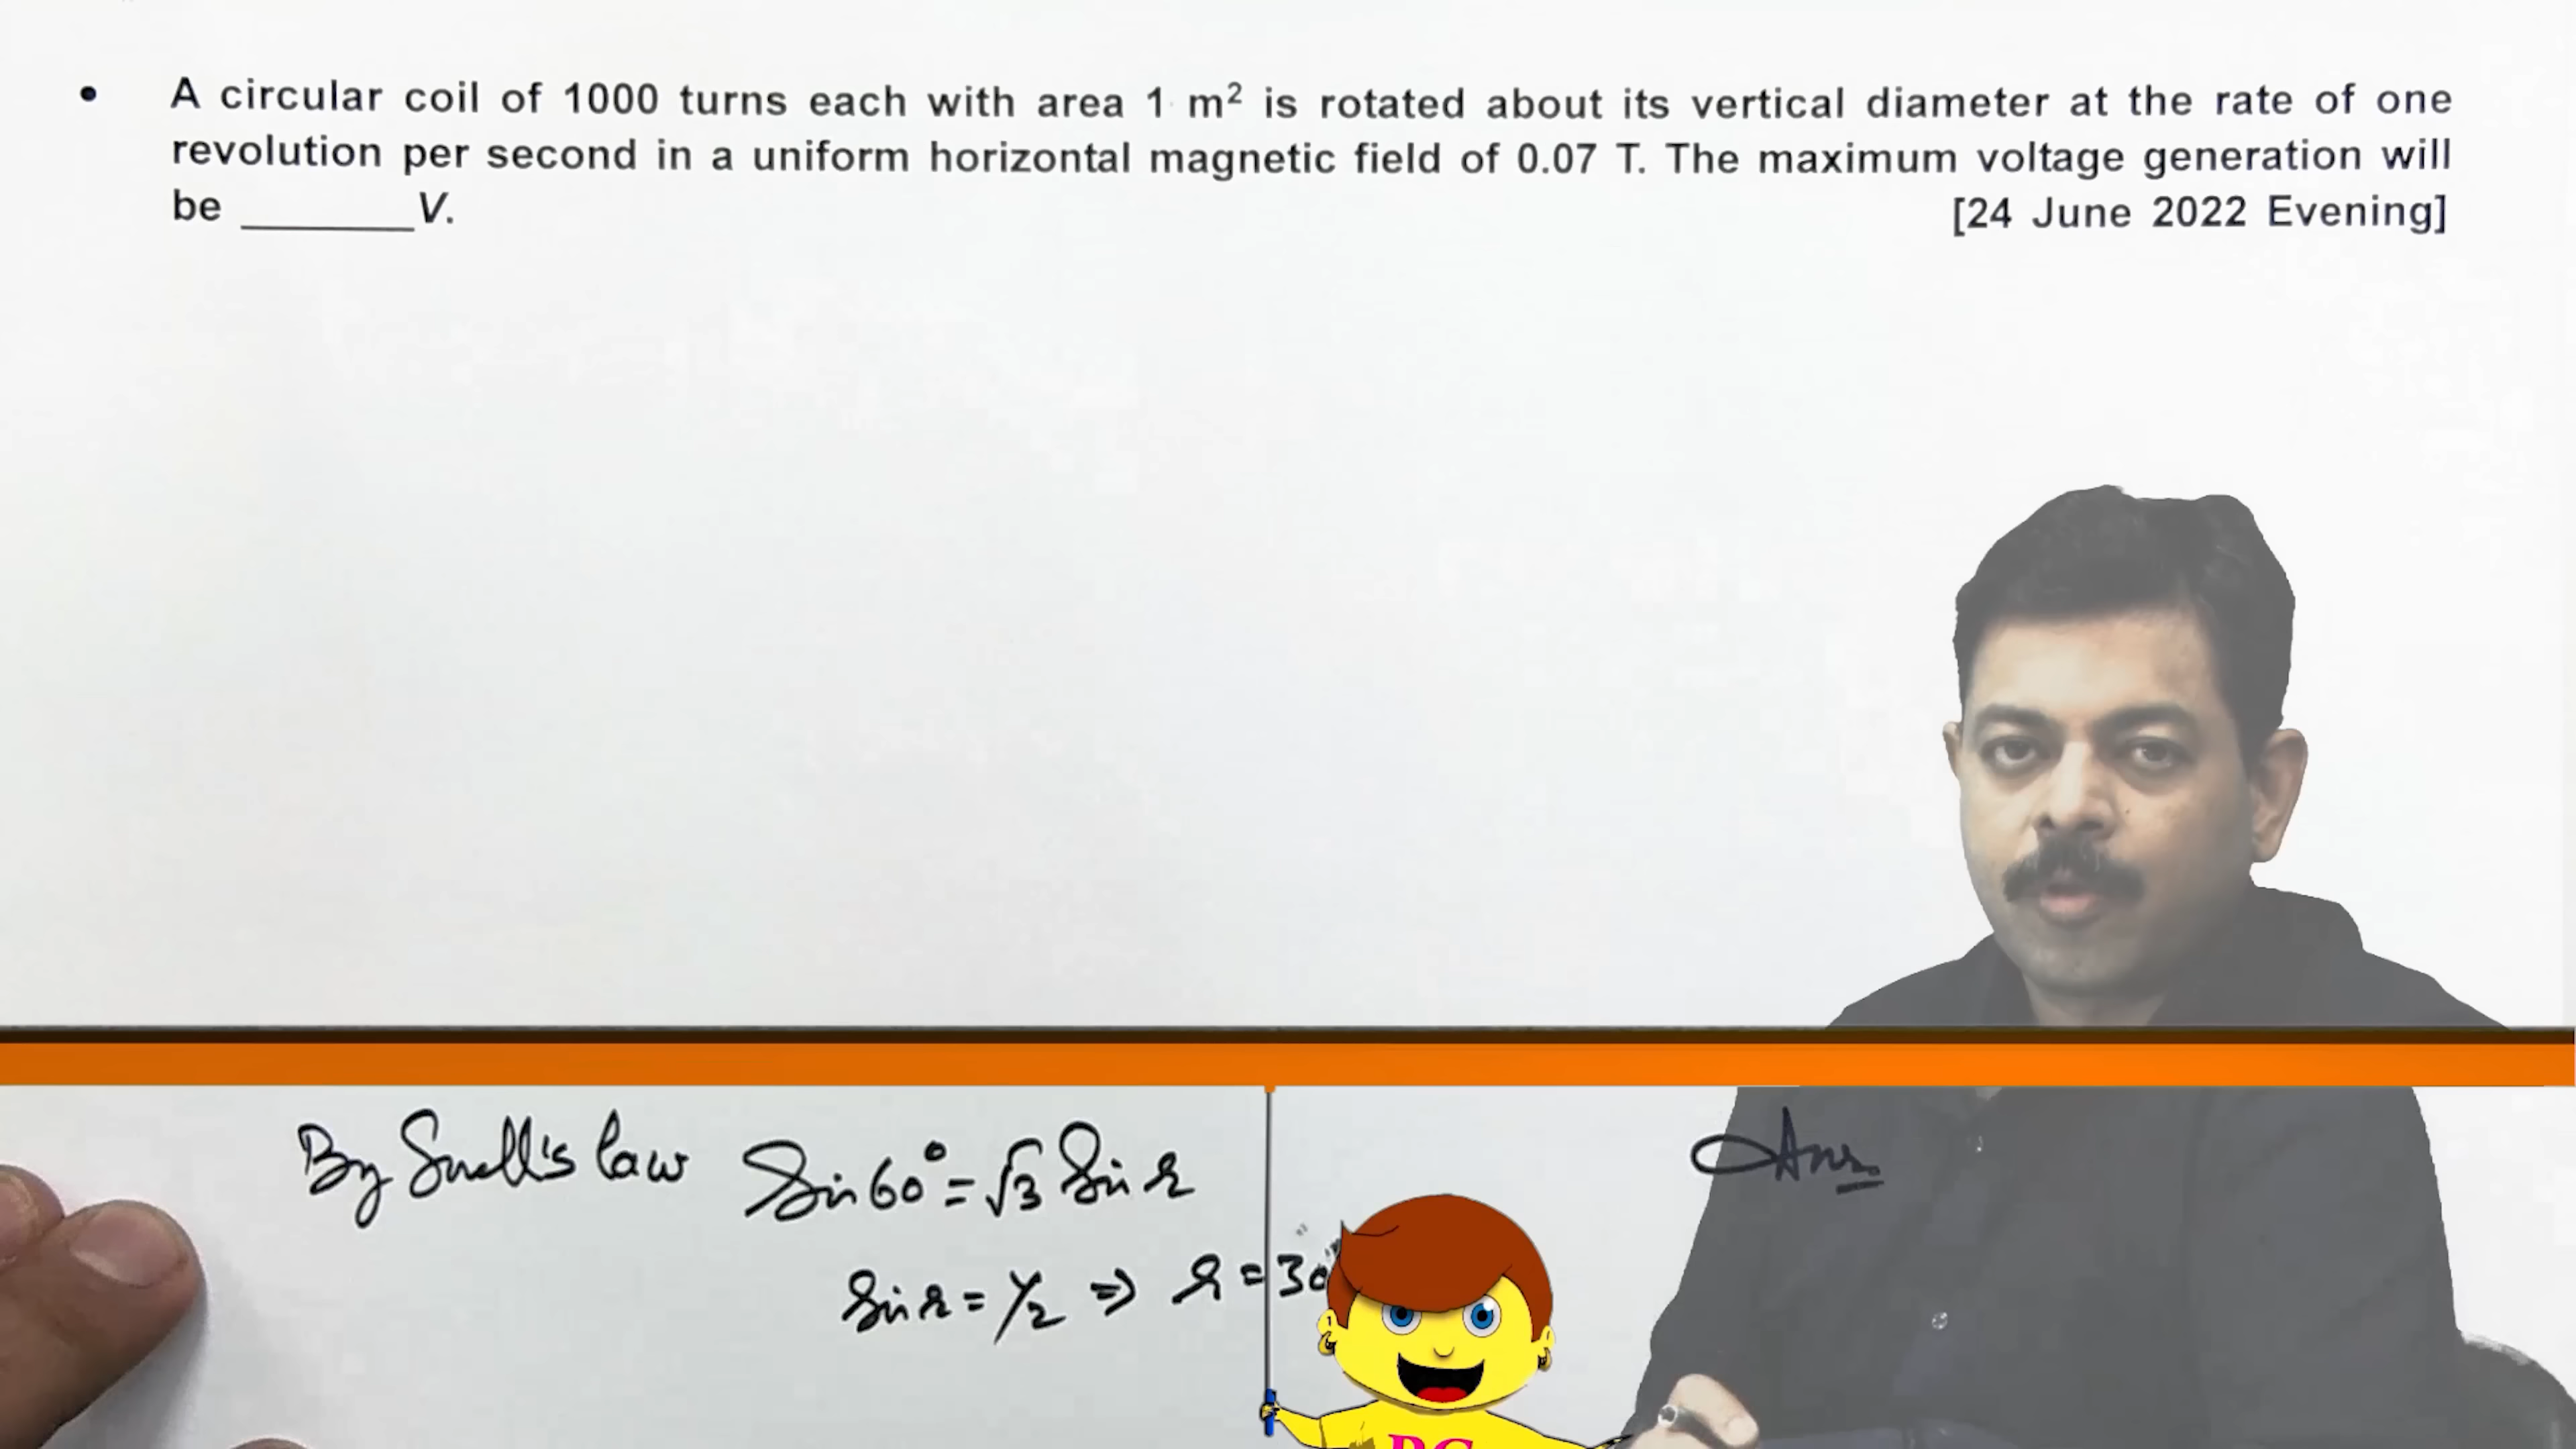 • A circular coil of 1000 turns each with area 1 m² is rotated about its vertical diameter at the rate of one
revolution per second in a uniform horizontal magnetic field of 0.07 T. The maximum voltage generation will
be ________ V. [24 June 2022 Evening]
By Snell's law Sin 60° = √3 Sin r
Ans.
Sin r = 1/2 ⇒ r = 30